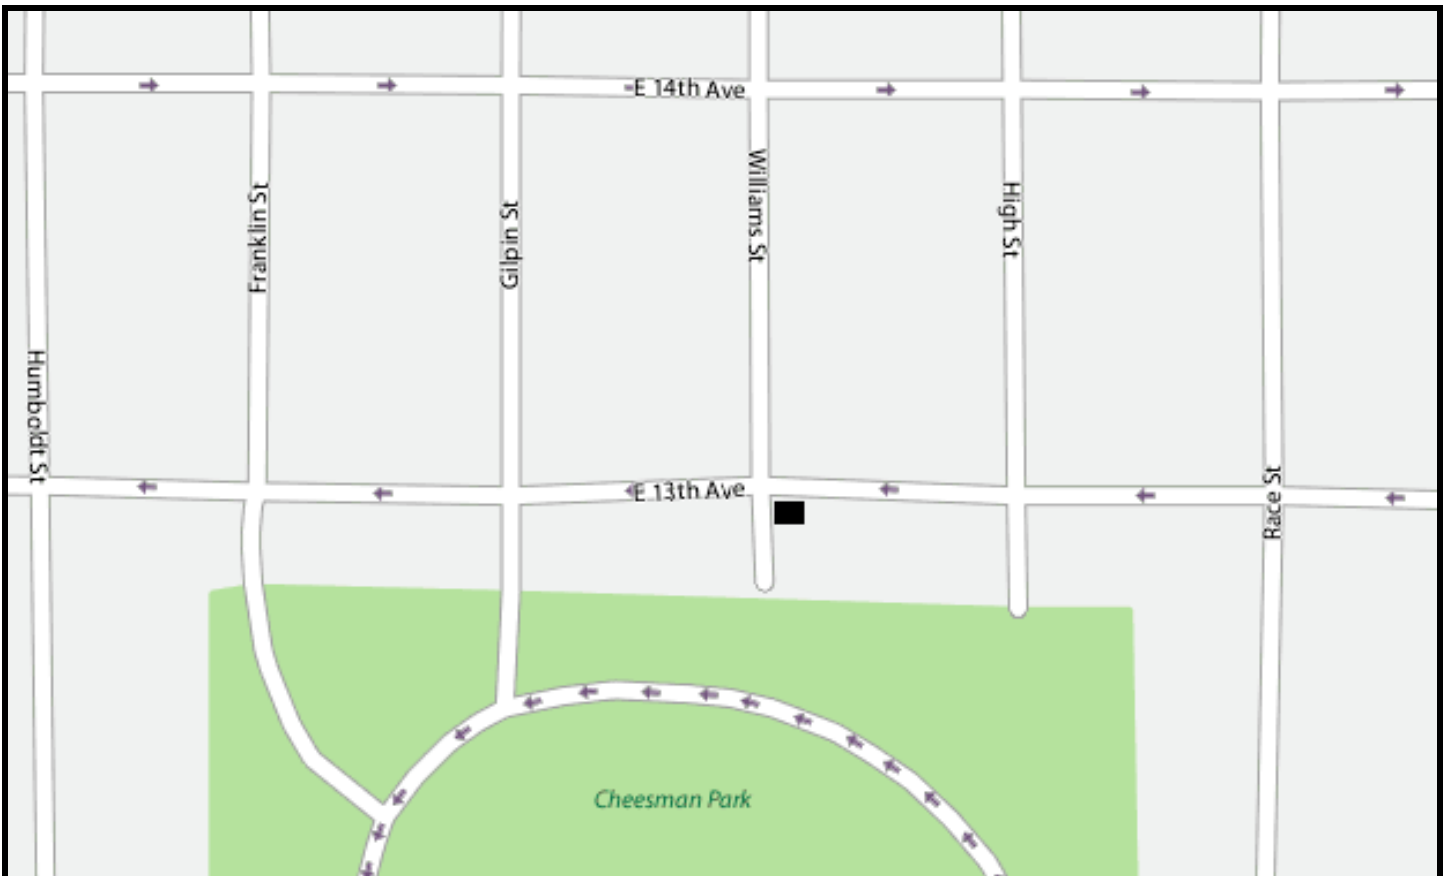 E 14th Ave
Williams St
Franklin St
High St
Gilpin St
Humboldt St
E 13th Ave
Race St
Cheesman Park